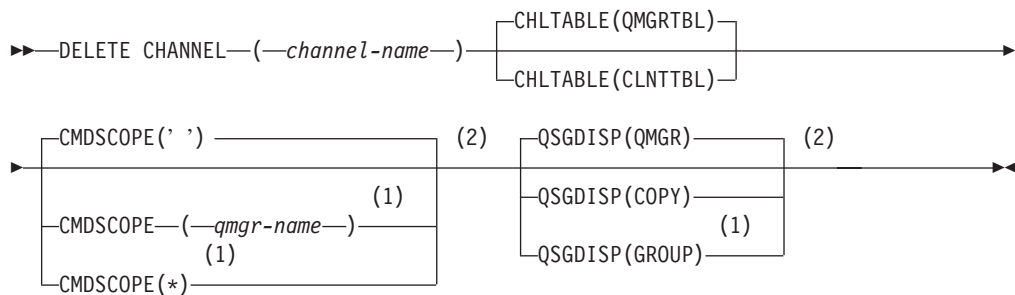 CHLTABLE(QMGRTBL)
DELETE CHANNEL ( channel-name )
CHLTABLE(CLNTTBL)
CMDSCOPE(’ ’) (2) QSGDISP(QMGR) (2)
(1) QSGDISP(COPY)
CMDSCOPE ( qmgr-name ) (1)
(1) QSGDISP(GROUP)
CMDSCOPE(*)